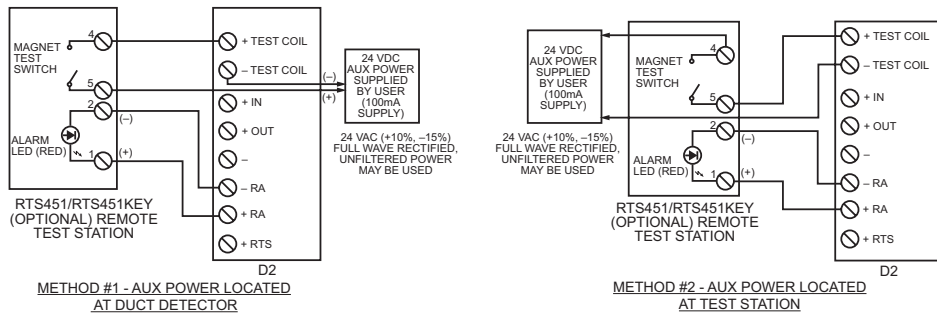 MAGNET
TEST
SWITCH
4
5
2
(–)
ALARM
LED (RED)
1
(+)
RTS451/RTS451KEY
(OPTIONAL) REMOTE
TEST STATION
+ TEST COIL
– TEST COIL
+ IN
+ OUT
–
– RA
+ RA
+ RTS
D2
(–)
(+)
24 VDC
AUX POWER
SUPPLIED
BY USER
(100mA
SUPPLY)
24 VAC (+10%, –15%)
FULL WAVE RECTIFIED,
UNFILTERED POWER
MAY BE USED
METHOD #1 - AUX POWER LOCATED
AT DUCT DETECTOR
24 VDC
AUX POWER
SUPPLIED
BY USER
(100mA
SUPPLY)
24 VAC (+10%, –15%)
FULL WAVE RECTIFIED,
UNFILTERED POWER
MAY BE USED
4
MAGNET
TEST
SWITCH
5
2
(–)
ALARM
LED (RED)
1
(+)
RTS451/RTS451KEY
(OPTIONAL) REMOTE
TEST STATION
+ TEST COIL
– TEST COIL
+ IN
+ OUT
–
– RA
+ RA
+ RTS
D2
METHOD #2 - AUX POWER LOCATED
AT TEST STATION